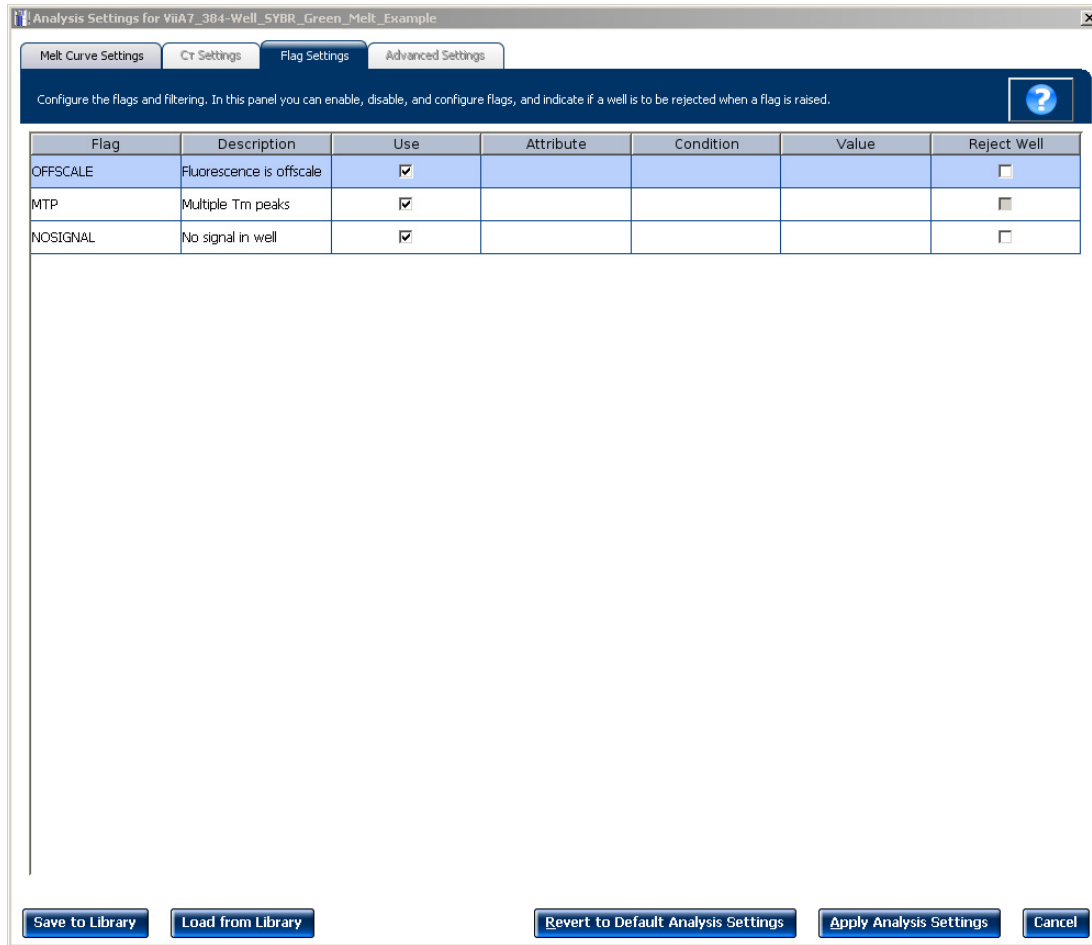 Analysis Settings for ViiA7_384-Well_SYBR_Green_Melt_Example
Melt Curve Settings CT Settings Flag Settings Advanced Settings
Configure the flags and filtering. In this panel you can enable, disable, and configure flags, and indicate if a well is to be rejected when a flag is raised.
?
Flag Description Use Attribute Condition Value Reject Well
OFFSCALE Fluorescence is offscale
MTP Multiple Tm peaks
NOSIGNAL No signal in well
Save to Library Load from Library Revert to Default Analysis Settings Apply Analysis Settings Cancel